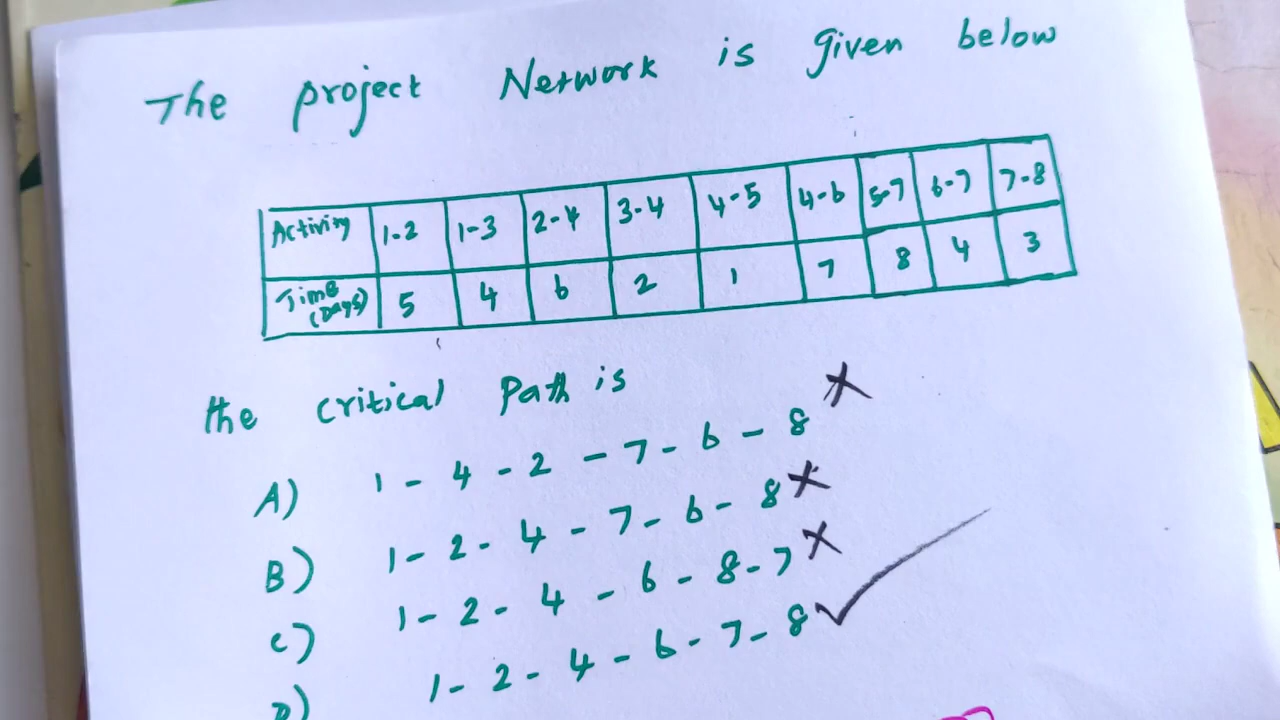 The project Network is given below
Activity 1-2 1-3 2-4 3-4 4-5 4-6 5-7 6-7 7-8
Time (Days) 5 4 6 2 1 7 8 4 3
the critical Path is
A) 1 - 4 - 2 - 7 - 6 - 8 ×
B) 1 - 2 - 4 - 7 - 6 - 8 ×
c) 1 - 2 - 4 - 6 - 8 - 7 ×
D) 1 - 2 - 4 - 6 - 7 - 8 ✓